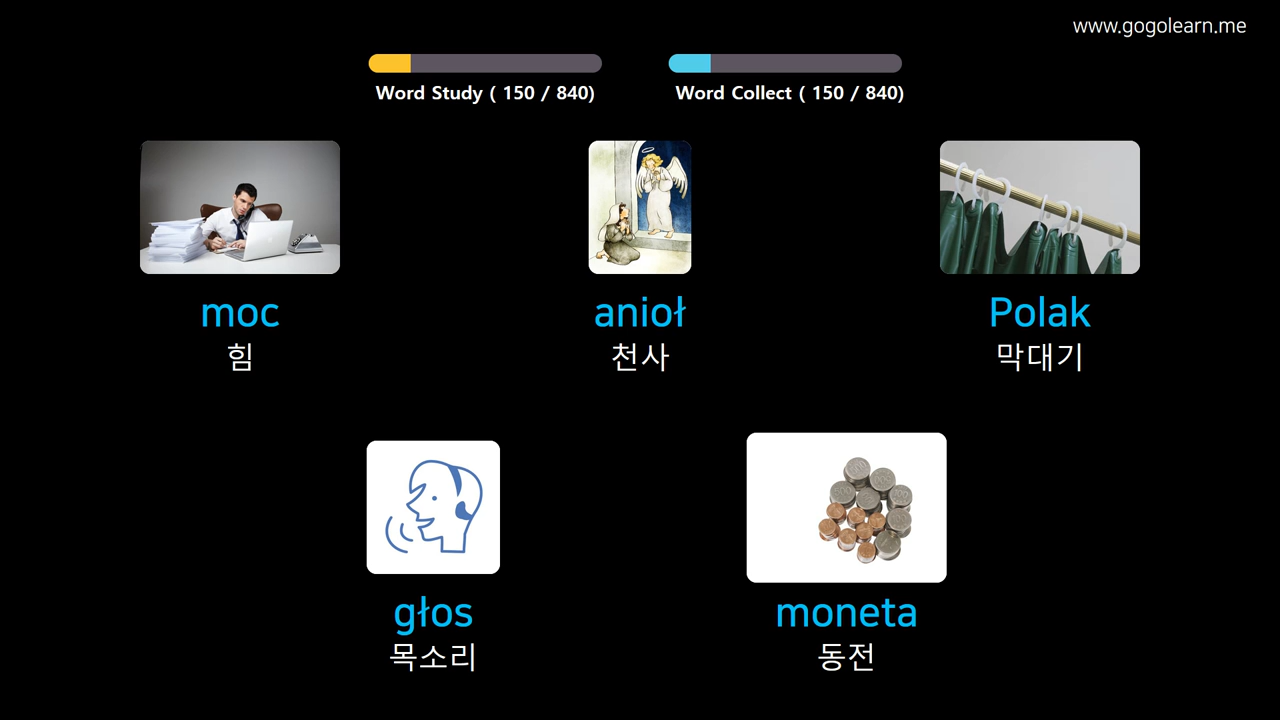 www.gogolearn.me
Word Study ( 150 / 840)
Word Collect ( 150 / 840)
moc
힘
anioł
천사
Polak
막대기
głos
목소리
moneta
동전